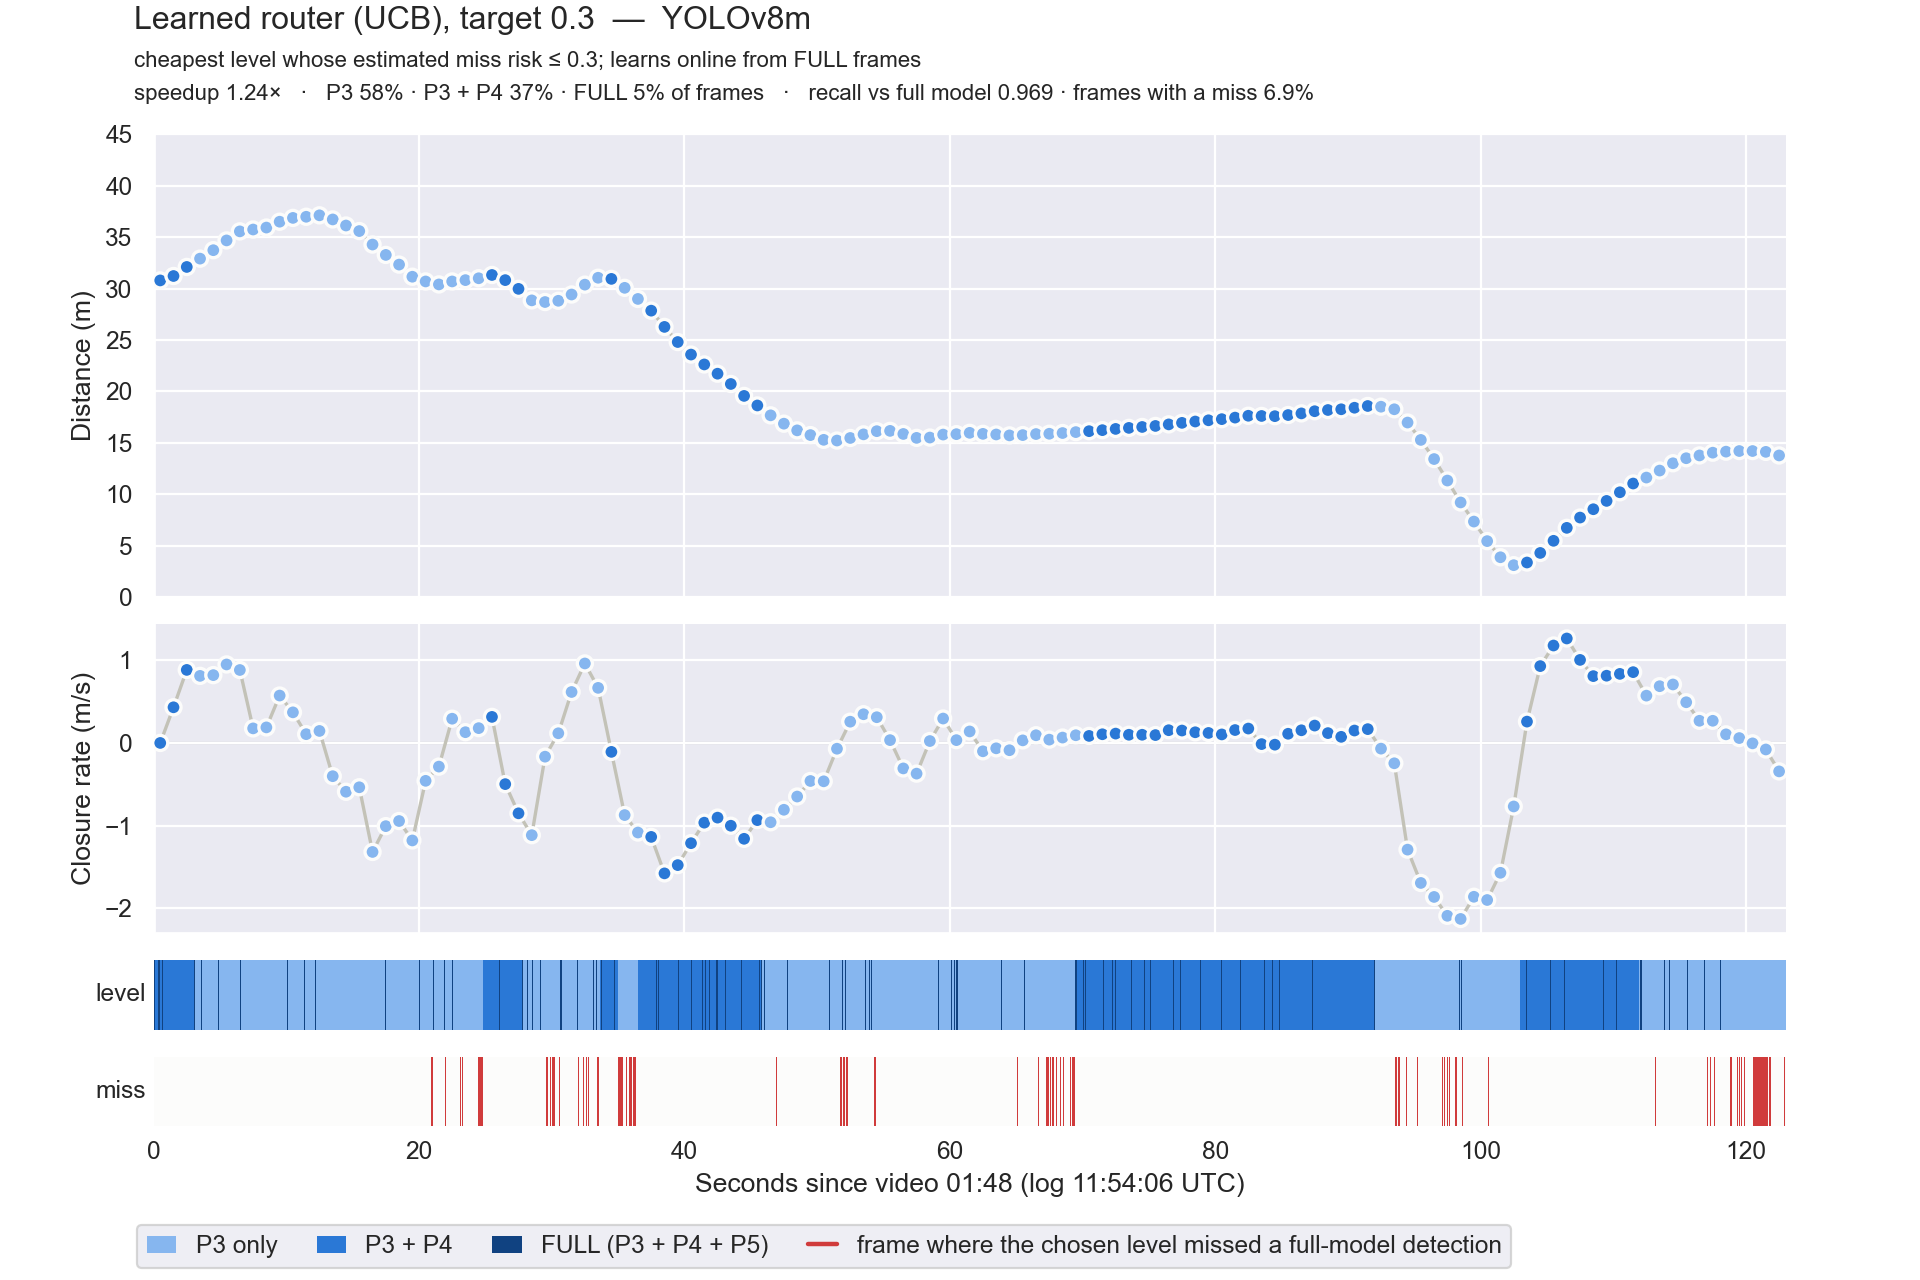 Learned router (UCB), target 0.3 — YOLOv8m
cheapest level whose estimated miss risk ≤ 0.3; learns online from FULL frames
speedup 1.24× · P3 58% · P3 + P4 37% · FULL 5% of frames · recall vs full model 0.969 · frames with a miss 6.9%
45
40
35
30
25
20
15
10
5
0
Distance (m)
1
0
−1
−2
Closure rate (m/s)
level
miss
0 20 40 60 80 100 120
Seconds since video 01:48 (log 11:54:06 UTC)
P3 only P3 + P4 FULL (P3 + P4 + P5) frame where the chosen level missed a full-model detection